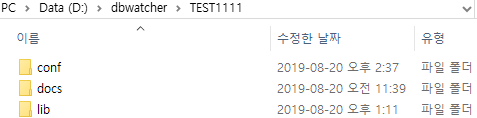 PC > Data (D:) > dbwatcher > TEST1111
이름 수정한 날짜 유형
conf 2019-08-20 오후 2:37 파일 폴더
docs 2019-08-20 오전 11:39 파일 폴더
lib 2019-08-20 오후 1:11 파일 폴더